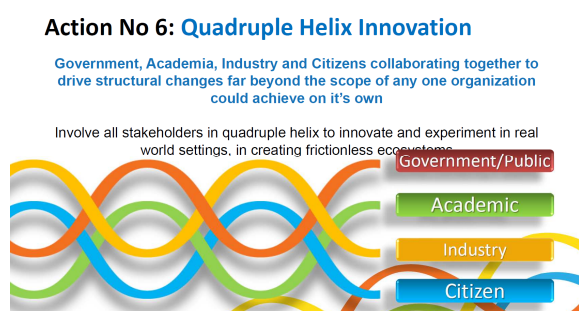 Action No 6: Quadruple Helix Innovation
Government, Academia, Industry and Citizens collaborating together to
drive structural changes far beyond the scope of any one organization
could achieve on it's own
Involve all stakeholders in quadruple helix to innovate and experiment in real
world settings, in creating frictionless ecosystems
Government/Public
Academic
Industry
Citizen